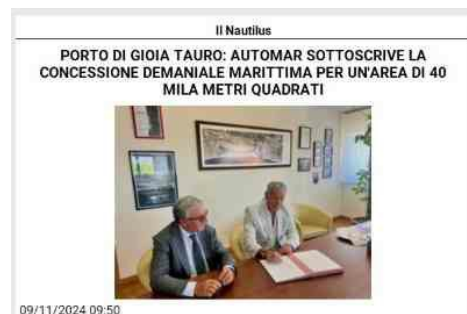 Il Nautilus
PORTO DI GIOIA TAURO: AUTOMAR SOTTOSCRIVE LA
CONCESSIONE DEMANIALE MARITTIMA PER UN'AREA DI 40
MILA METRI QUADRATI
09/11/2024 09:50